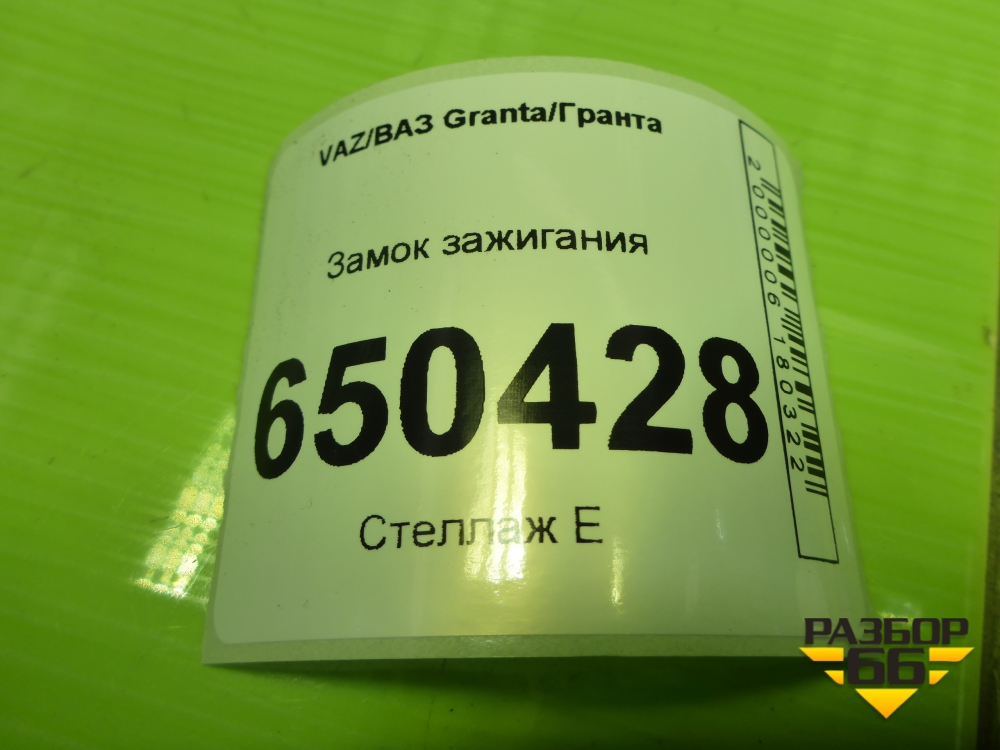 VAZ/ВАЗ Granta/Гранта
Замок зажигания
650428
Стеллаж Е
2000006180322
РАЗБОР
66